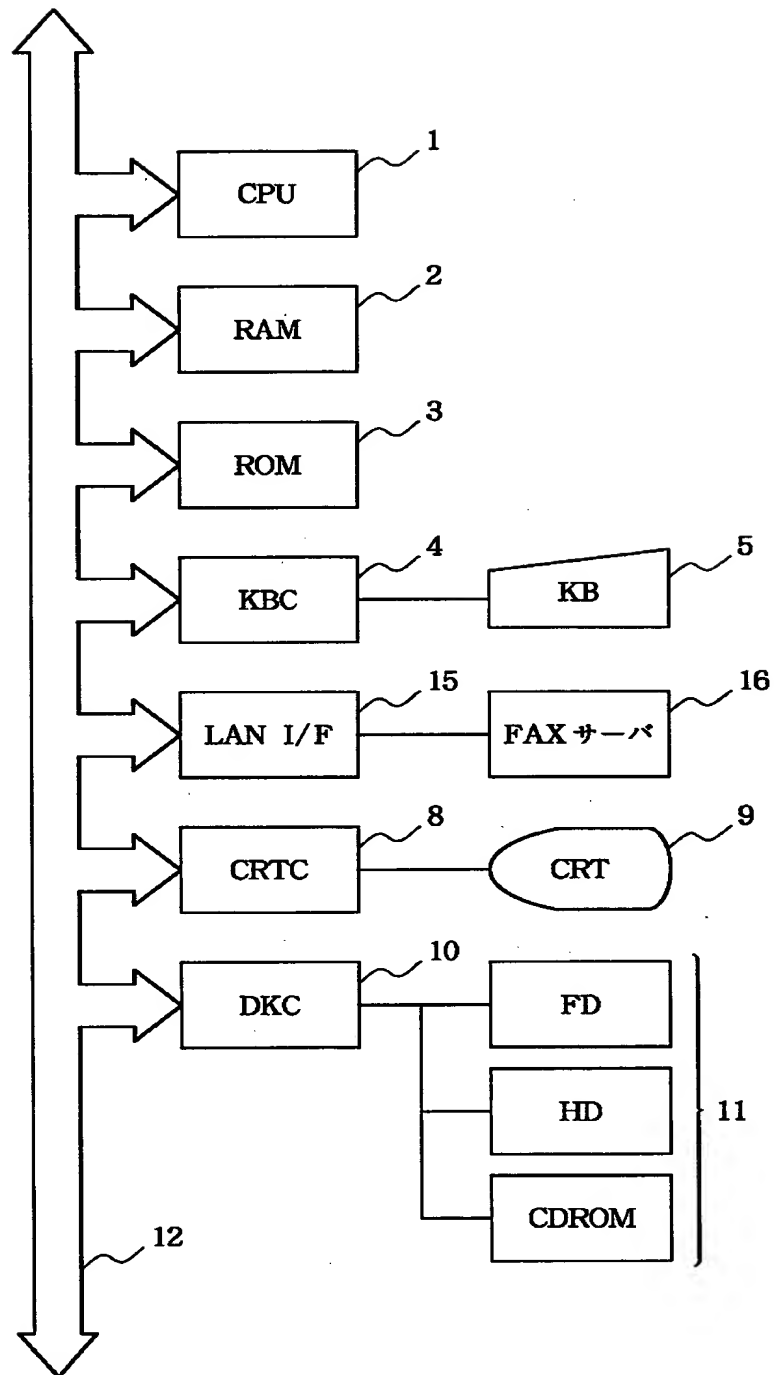 1
CPU
2
RAM
3
ROM
4
KBC
5
KB
15
LAN I/F
16
FAXサーバ
8
CRTC
9
CRT
10
DKC
FD
HD
11
CDROM
12